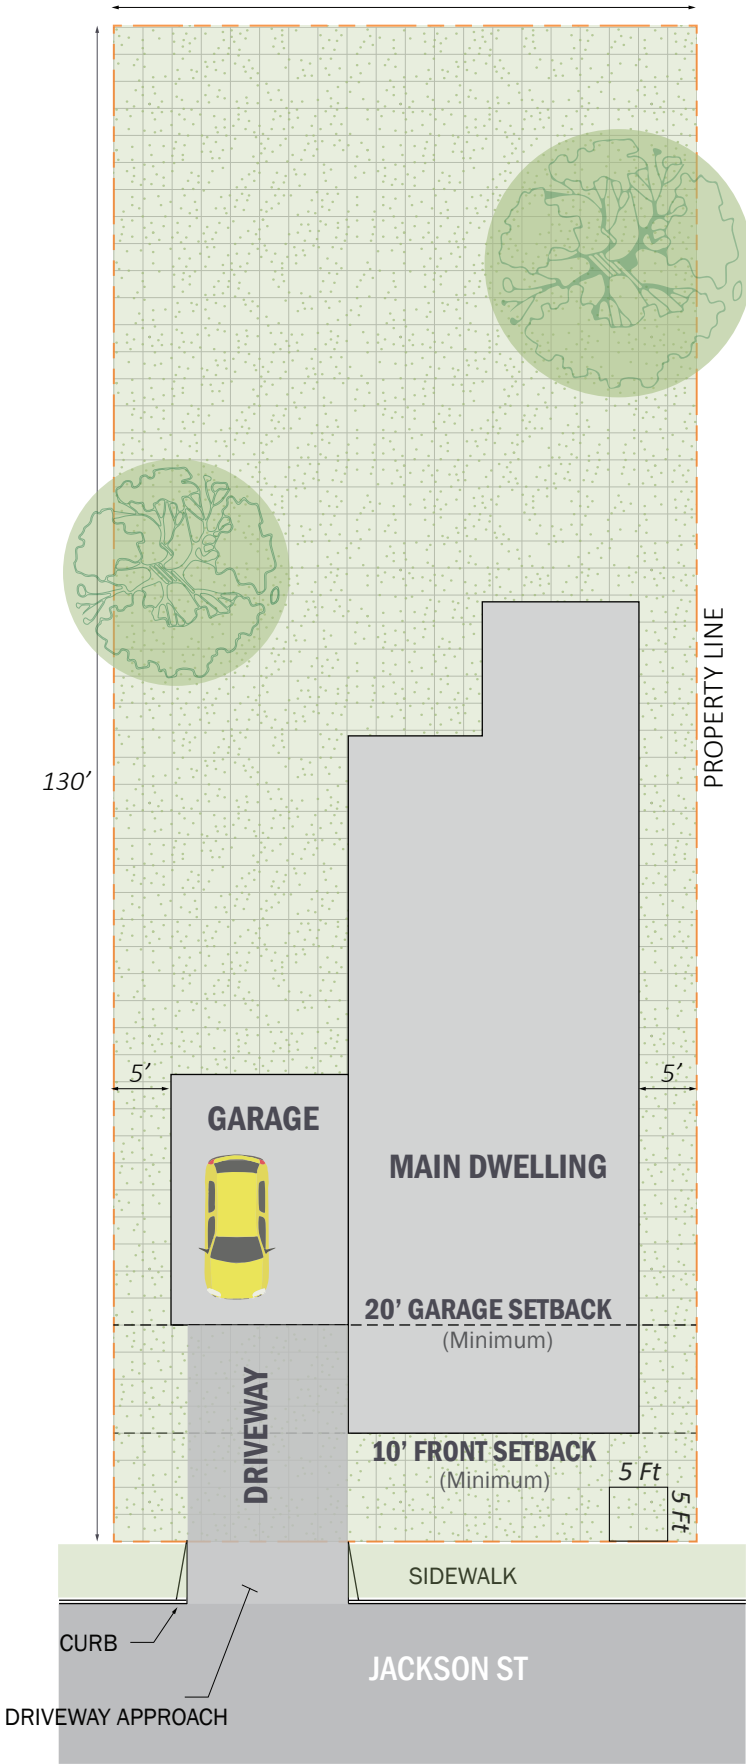 PROPERTY LINE
130’
5’
5’
GARAGE
MAIN DWELLING
20’ GARAGE SETBACK
(Minimum)
DRIVEWAY
10’ FRONT SETBACK
(Minimum)
5 Ft
5 Ft
SIDEWALK
CURB
JACKSON ST
DRIVEWAY APPROACH